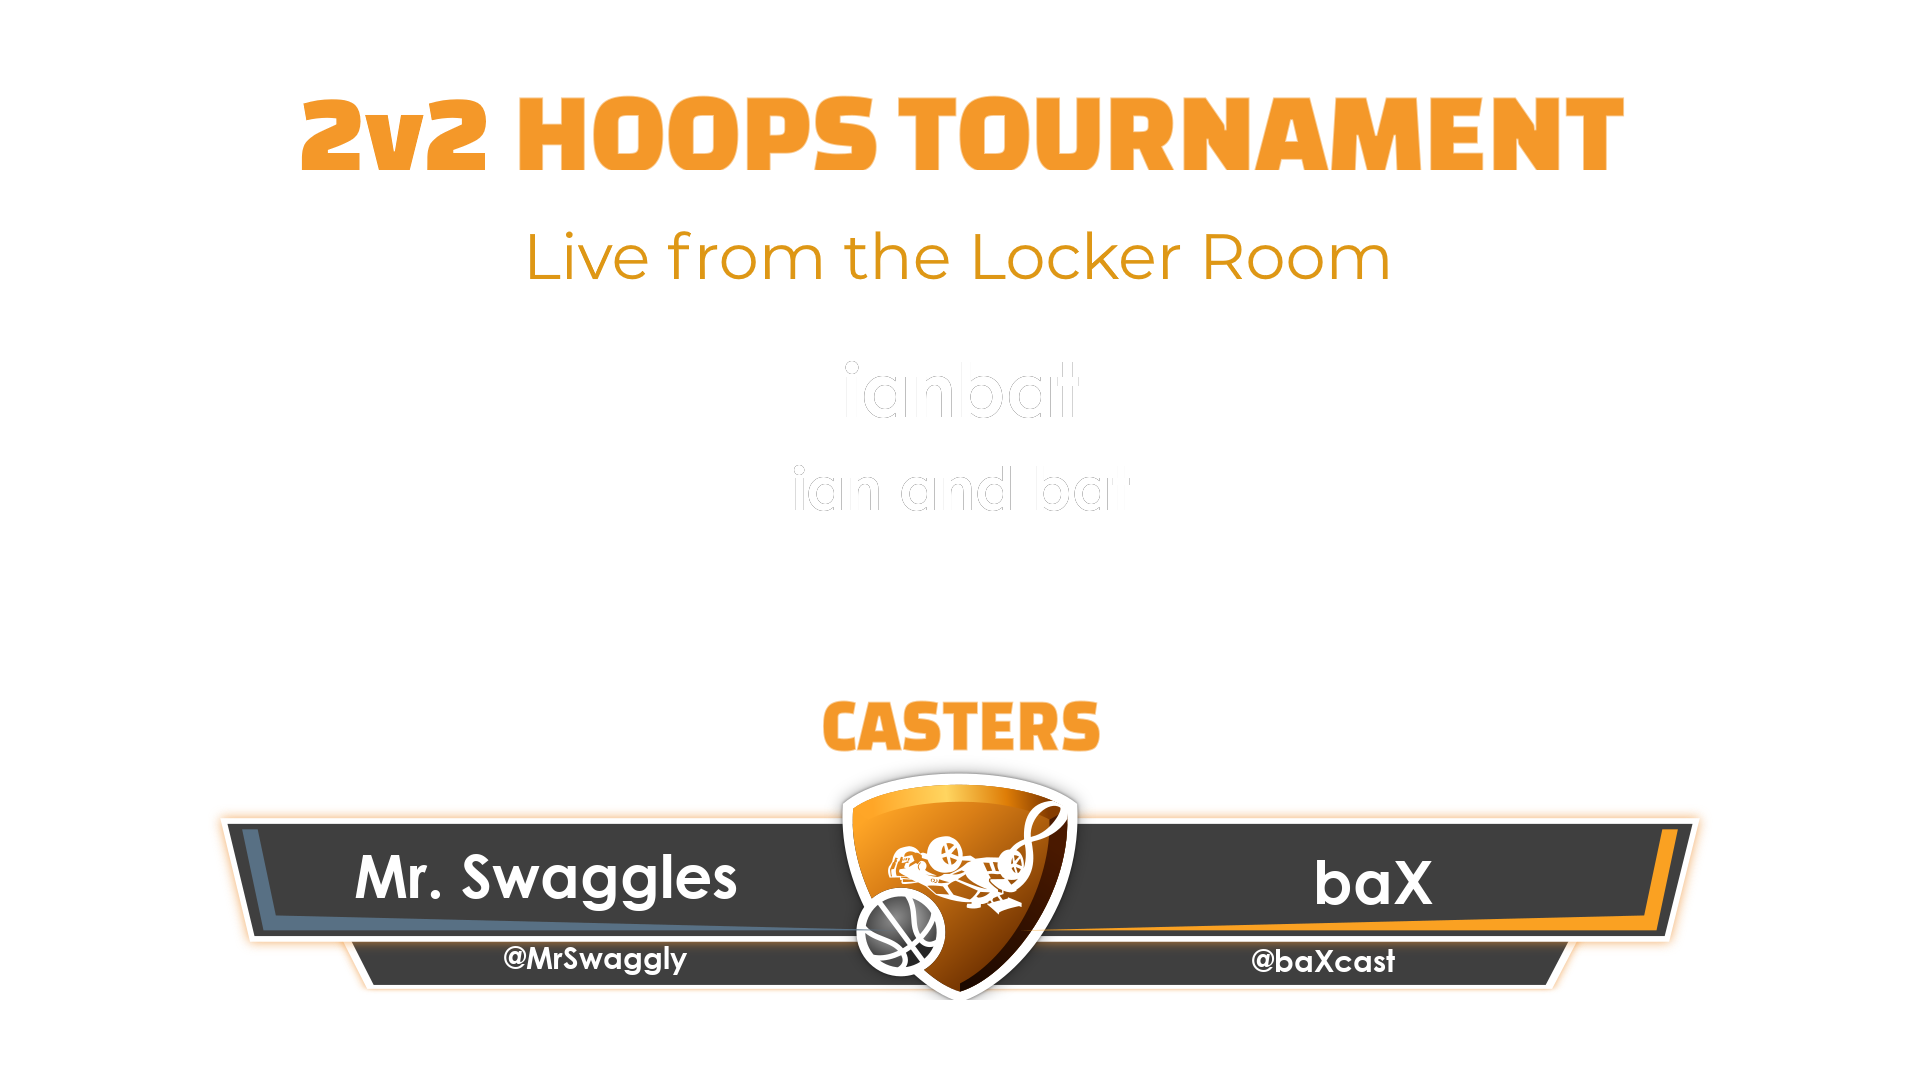 2v2 HOOPS TOURNAMENT
Live from the Locker Room
ianbat
ian and bat
CASTERS
Mr. Swaggles
baX
@MrSwaggly
@baXcast